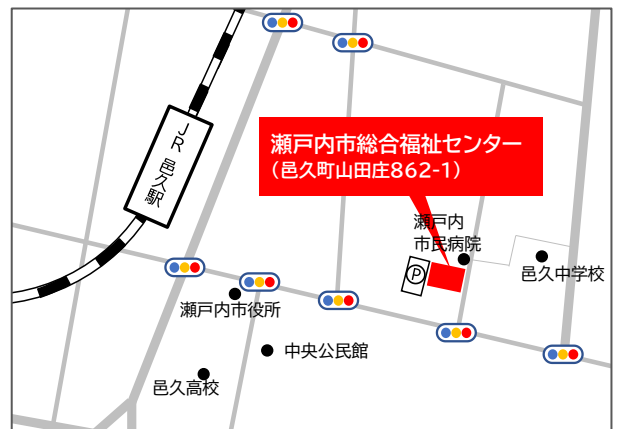 JR 邑久駅
瀬戸内市総合福祉センター
(邑久町山田庄862-1)
瀬戸内
市民病院
P
邑久中学校
瀬戸内市役所
中央公民館
邑久高校